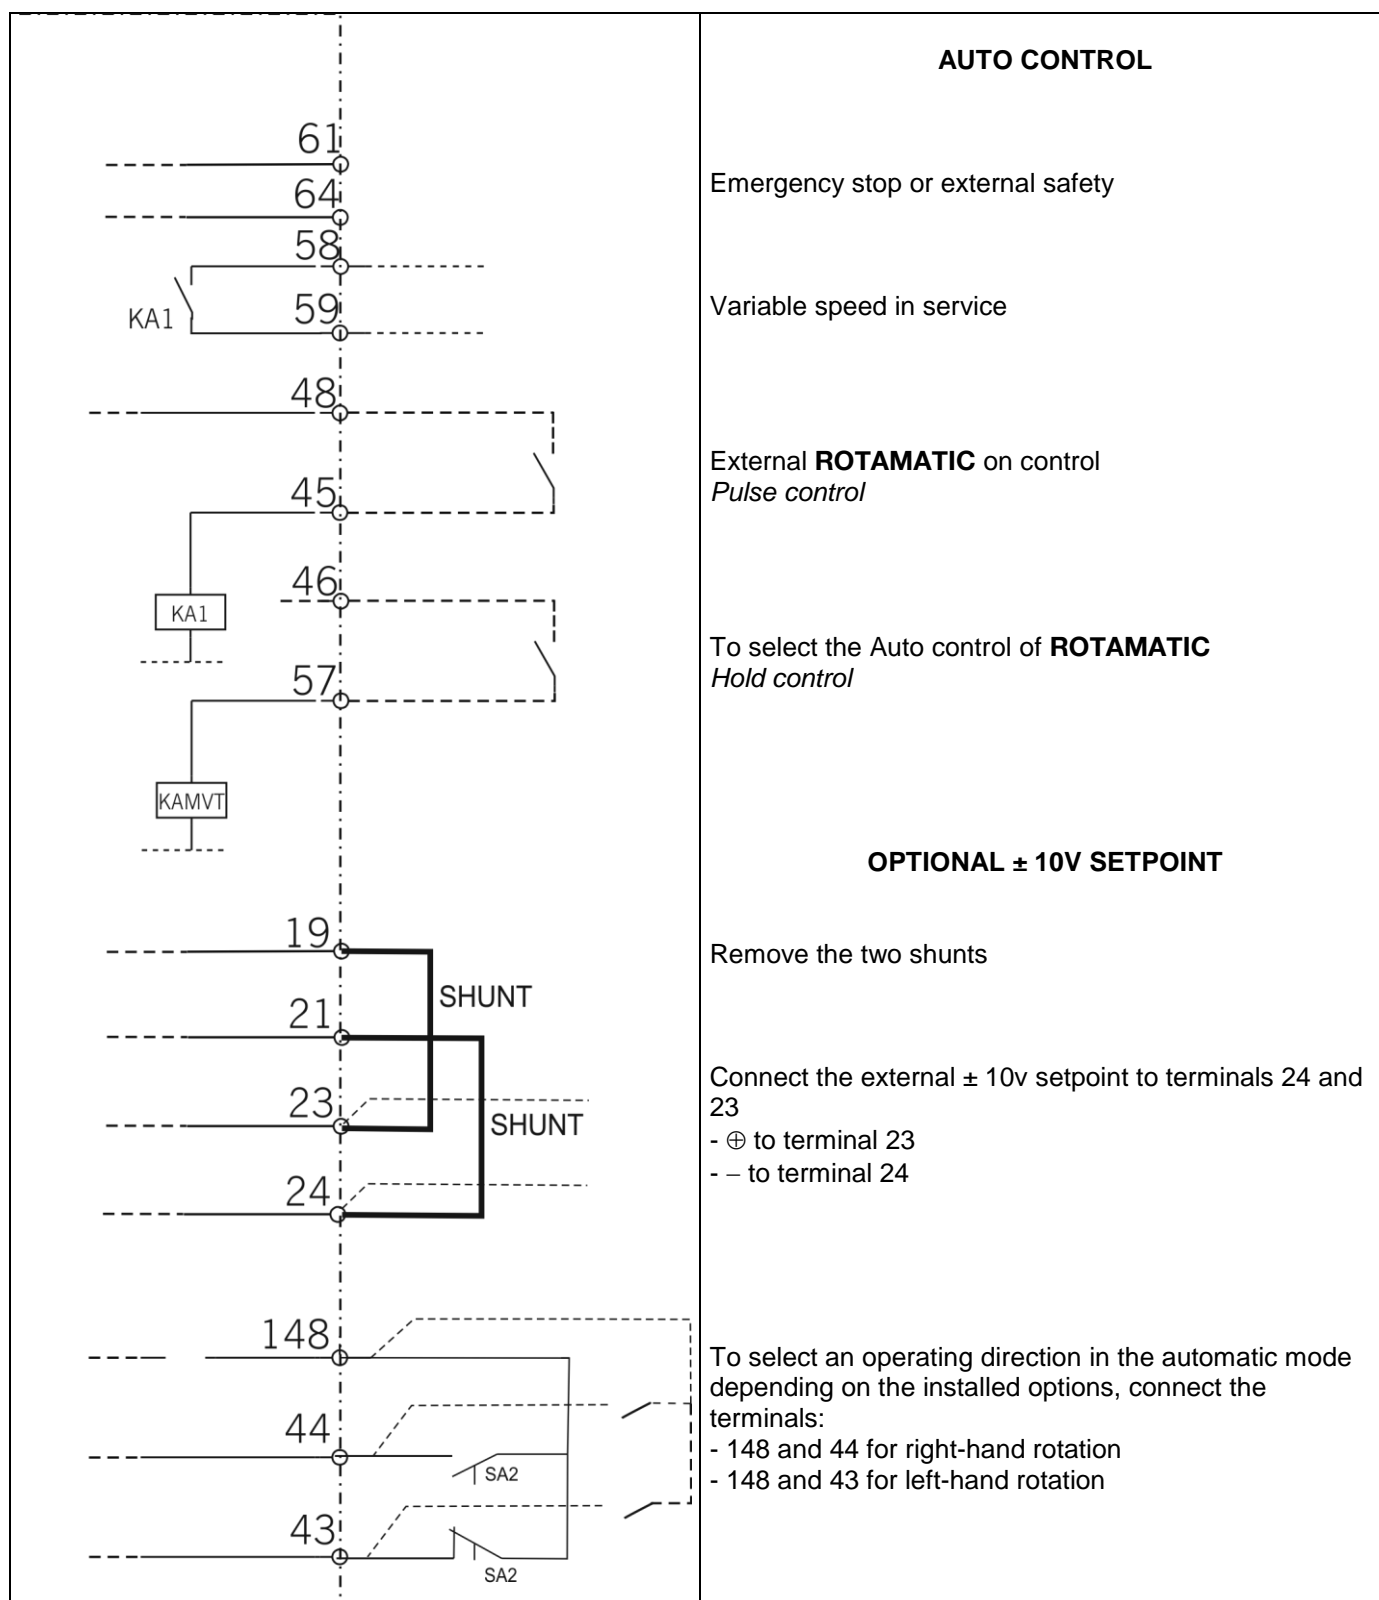 AUTO CONTROL
61
Emergency stop or external safety
64
58
KA1
59
Variable speed in service
48
External ROTAMATIC on control
Pulse control
45
46
KA1
To select the Auto control of ROTAMATIC
Hold control
57
KAMVT
OPTIONAL ± 10V SETPOINT
19
Remove the two shunts
SHUNT
21
Connect the external ± 10v setpoint to terminals 24 and
23
- ⊕ to terminal 23
- – to terminal 24
23
SHUNT
24
148
To select an operating direction in the automatic mode
depending on the installed options, connect the
terminals:
- 148 and 44 for right-hand rotation
- 148 and 43 for left-hand rotation
44
SA2
43
SA2